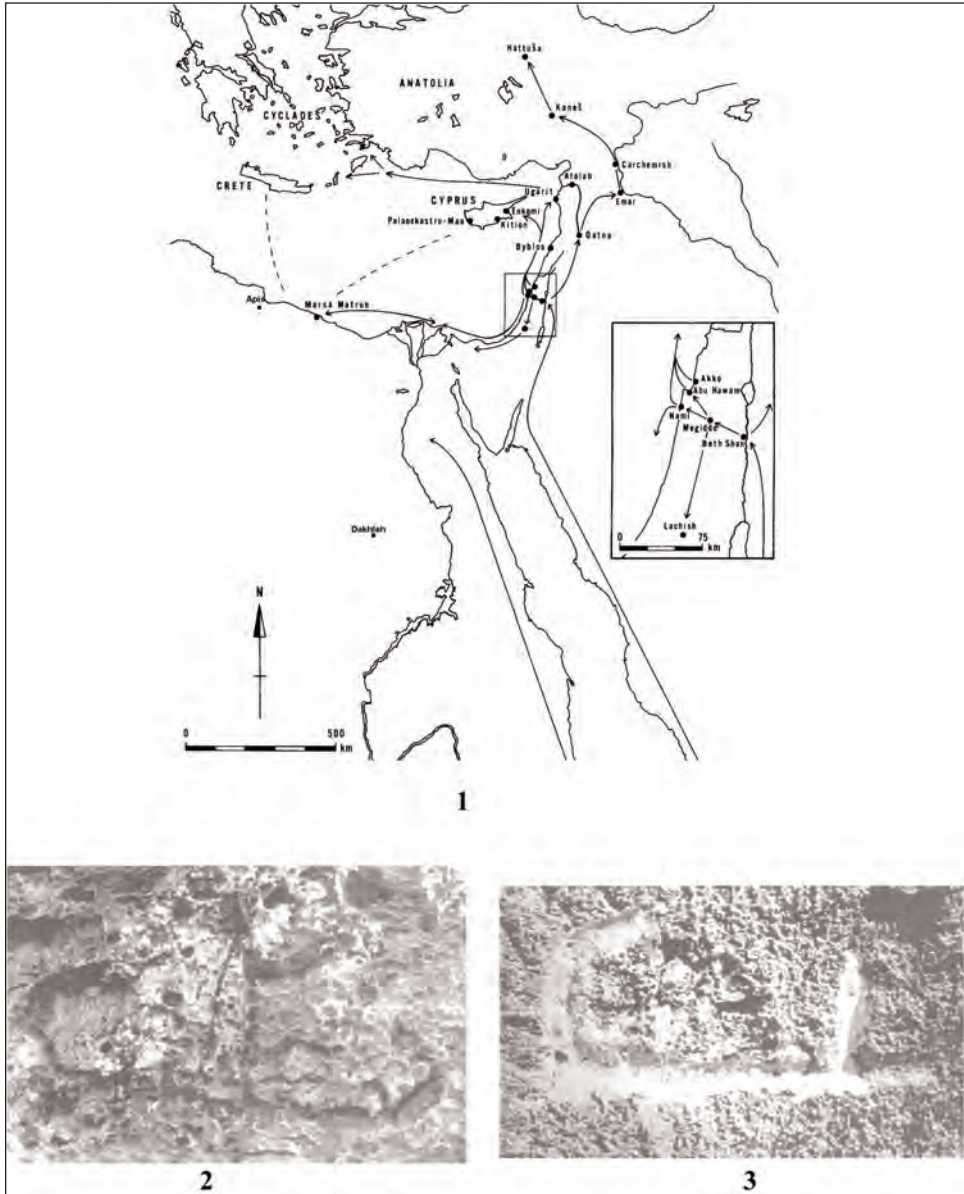 Hattuša
ANATOLIA
Kaneš
CYCLADES
Carchemish
CRETE
CYPRUS
Ugarit
Alalah
Emar
Enkomi
Palaeokastro-Maa
Kition
Byblos
Qatna
Apis
Mersa Matruh
Akko
Abu Hawam
Nami
Megiddo
Beth Shan
Lachish
0 75
km
Dakhleh
N
0 500
km
1
2
3